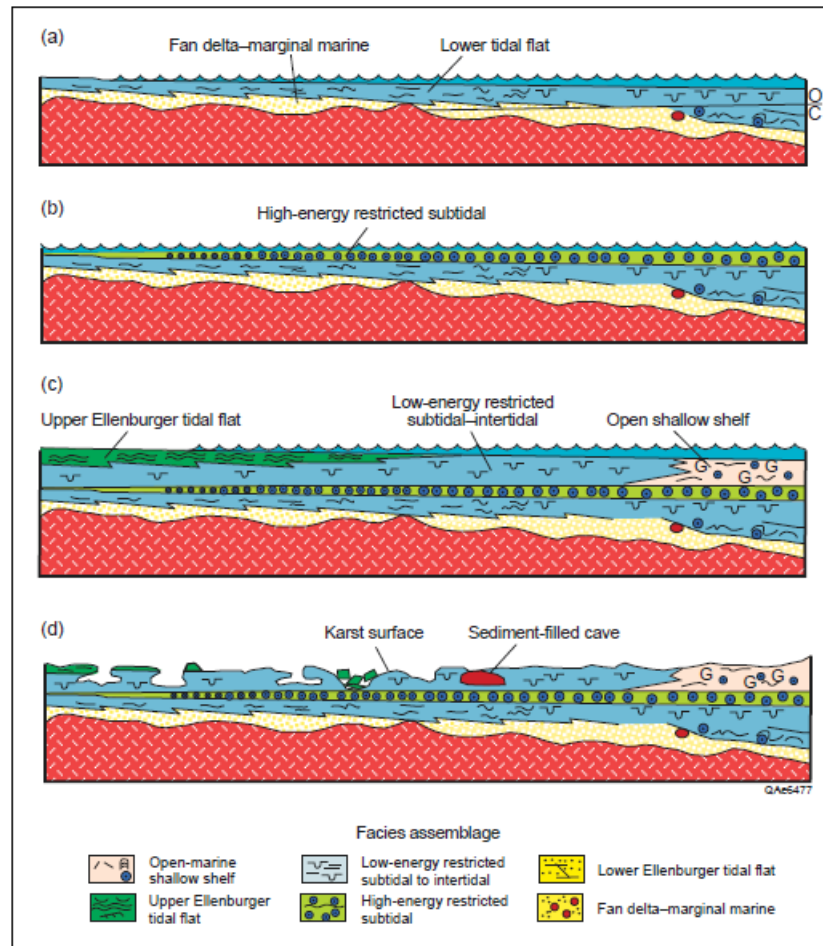 (a)
Fan delta–marginal marine
Lower tidal flat
O
C
(b)
High-energy restricted subtidal
(c)
Upper Ellenburger tidal flat
Low-energy restricted
subtidal–intertidal
Open shallow shelf
G
G
G
G
(d)
Karst surface
Sediment-filled cave
G
G
G
G
QAe6477
Facies assemblage
Open-marine
shallow shelf
Low-energy restricted
subtidal to intertidal
Lower Ellenburger tidal flat
Upper Ellenburger
tidal flat
High-energy restricted
subtidal
Fan delta–marginal marine